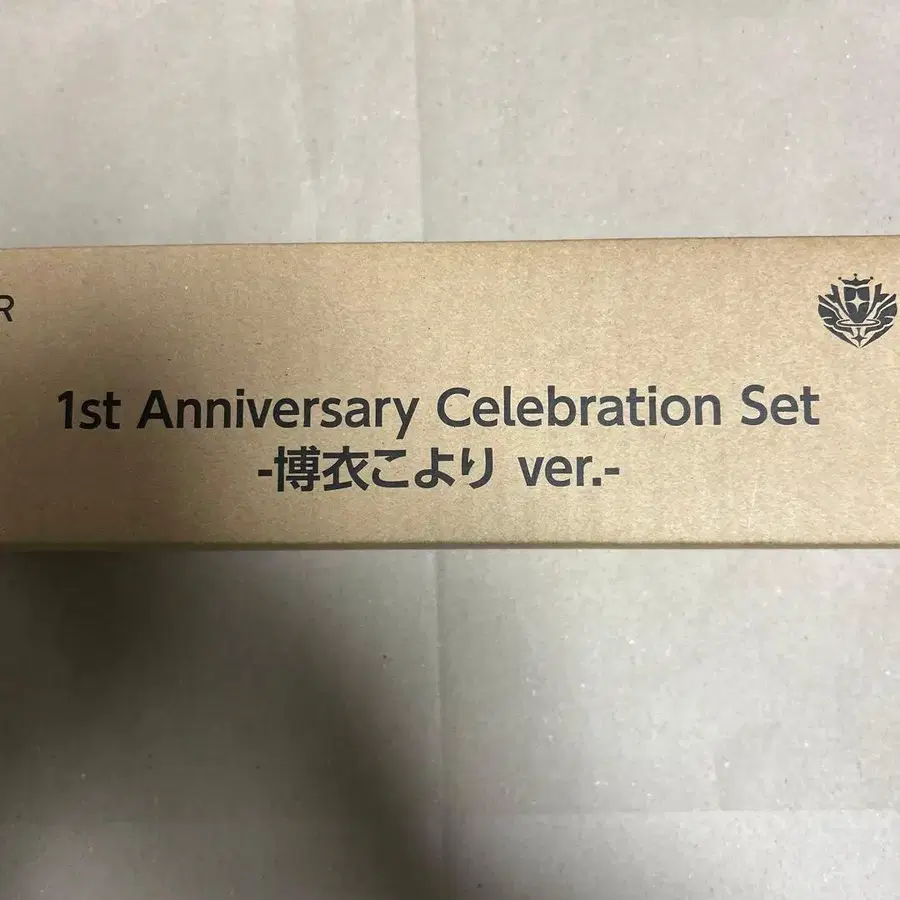 R
1st Anniversary Celebration Set
-博衣こより ver.-